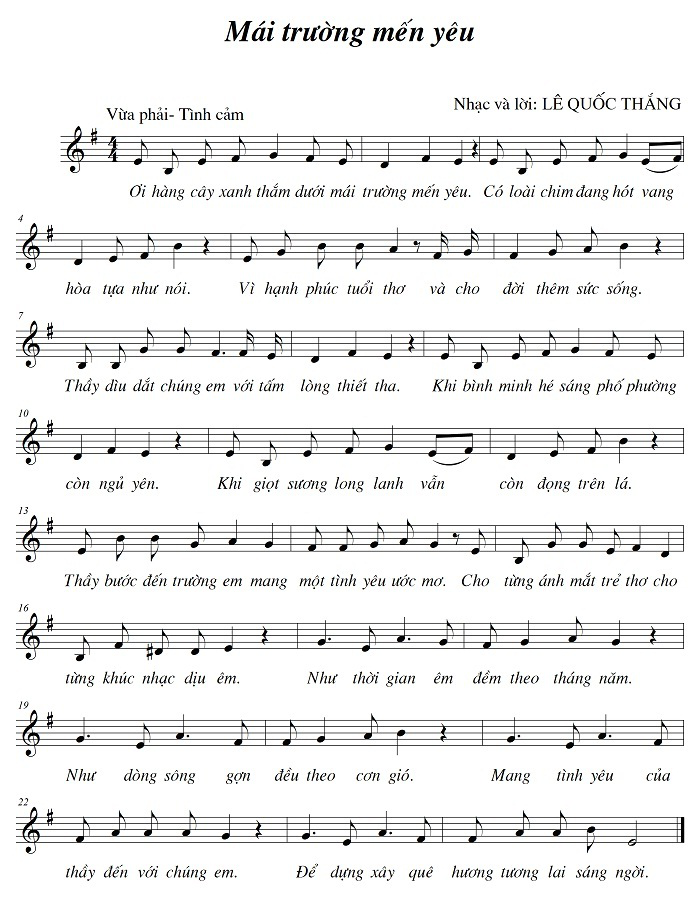 Mái trường mến yêu
Nhạc và lời: LÊ QUỐC THẮNG
Vừa phải- Tình cảm
4
4
Ơi hàng cây xanh thắm dưới mái trường mến yêu. Có loài chim đang hót vang
4
hòa tựa như nói. Vì hạnh phúc tuổi thơ và cho đời thêm sức sống.
7
Thầy dìu dắt chúng em với tấm lòng thiết tha. Khi bình minh hé sáng phố phường
10
còn ngủ yên. Khi giọt sương long lanh vẫn còn đọng trên lá.
13
Thầy bước đến trường em mang một tình yêu ước mơ. Cho từng ánh mắt trẻ thơ cho
16
từng khúc nhạc dịu êm. Như thời gian êm đềm theo tháng năm.
19
Như dòng sông gợn đều theo cơn gió. Mang tình yêu của
22
thầy đến với chúng em. Để dựng xây quê hương tương lai sáng ngời.